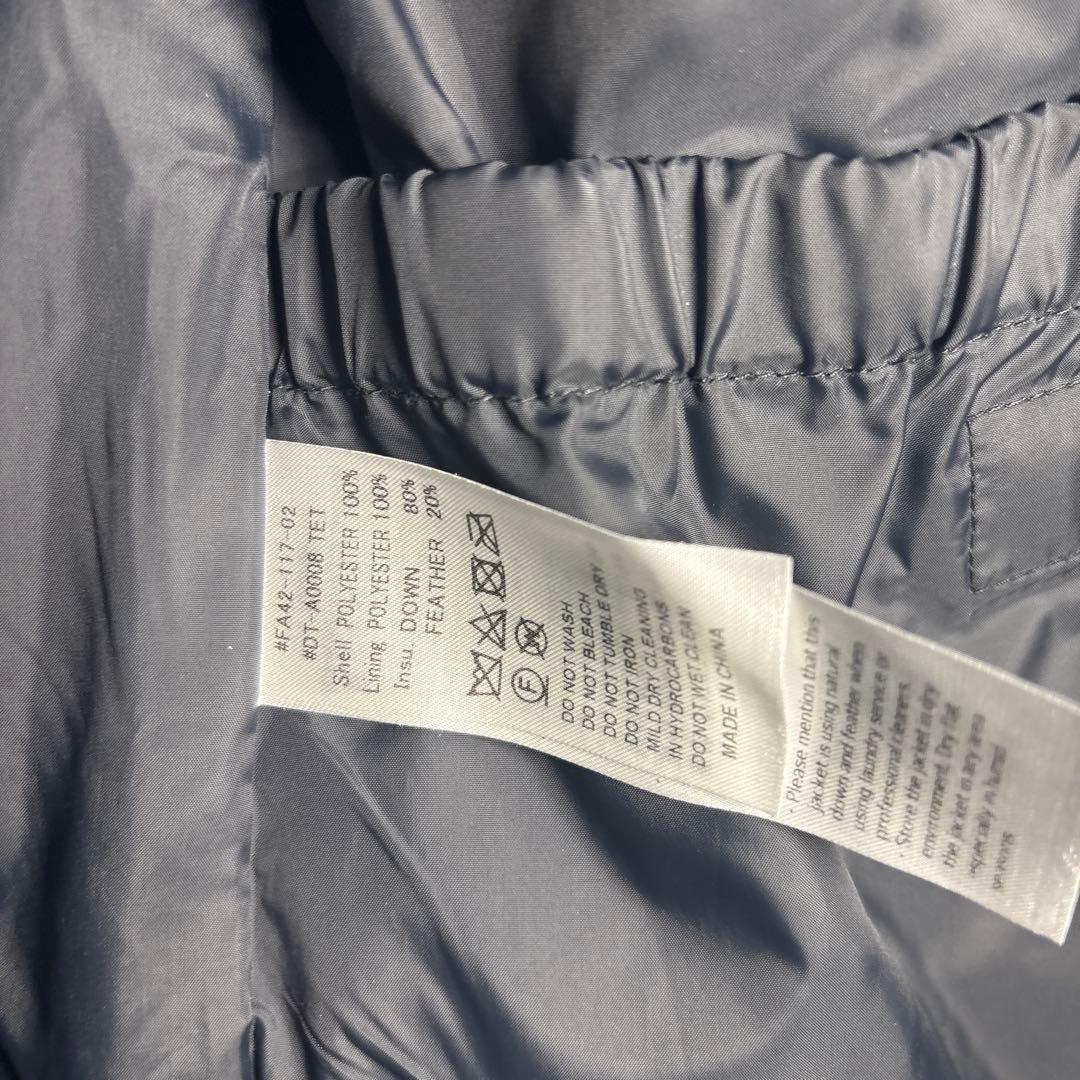 #FA42-117-02
#DT-A0008 TET
Shell POLYESTER 100%
Lining POLYESTER 100%
Insu DOWN 80%
FEATHER 20%
F
DO NOT WASH
DO NOT BLEACH
DO NOT TUMBLE DRY
DO NOT IRON
MILD DRY CLEANING
IN HYDROCARBONS
DO NOT WET CLEAN
MADE IN CHINA
· Please mention that this
jacket is using natural
down and feather when
using laundry service or
professional cleaners.
· Store the jacket in dry
environment. Dry flat
the jacket in any area
especially in humid